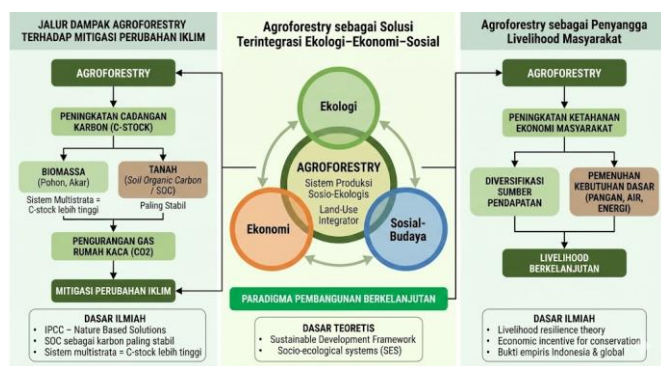 JALUR DAMPAK AGROFORESTRY
TERHADAP MITIGASI PERUBAHAN IKLIM
AGROFORESTRY
PENINGKATAN CADANGAN
KARBON (C-STOCK)
BIOMASSA
(Pohon, Akar)
Sistem Multistrata =
C-stock lebih tinggi
TANAH
(Soil Organic Carbon
/ SOC)
Paling Stabil
PENGURANGAN GAS
RUMAH KACA (CO2)
MITIGASI PERUBAHAN IKLIM
DASAR ILMIAH
• IPCC – Nature Based Solutions
• SOC sebagai karbon paling stabil
• Sistem multistrata = C-stock lebih tinggi
Agroforestry sebagai Solusi
Terintegrasi Ekologi–Ekonomi–Sosial
Ekologi
AGROFORESTRY
Sistem Produksi
Sosio-Ekologis
Land-Use
Integrator
Ekonomi
Sosial-
Budaya
PARADIGMA PEMBANGUNAN BERKELANJUTAN
DASAR TEORETIS
• Sustainable Development Framework
• Socio-ecological systems (SES)
Agroforestry sebagai Penyangga
Livelihood Masyarakat
AGROFORESTRY
PENINGKATAN KETAHANAN
EKONOMI MASYARAKAT
DIVERSIFIKASI
SUMBER
PENDAPATAN
PEMENUHAN
KEBUTUHAN DASAR
(PANGAN, AIR,
ENERGI)
LIVELIHOOD
BERKELANJUTAN
DASAR ILMIAH
• Livelihood resilience theory
• Economic incentive for conservation
• Bukti empiris Indonesia & global